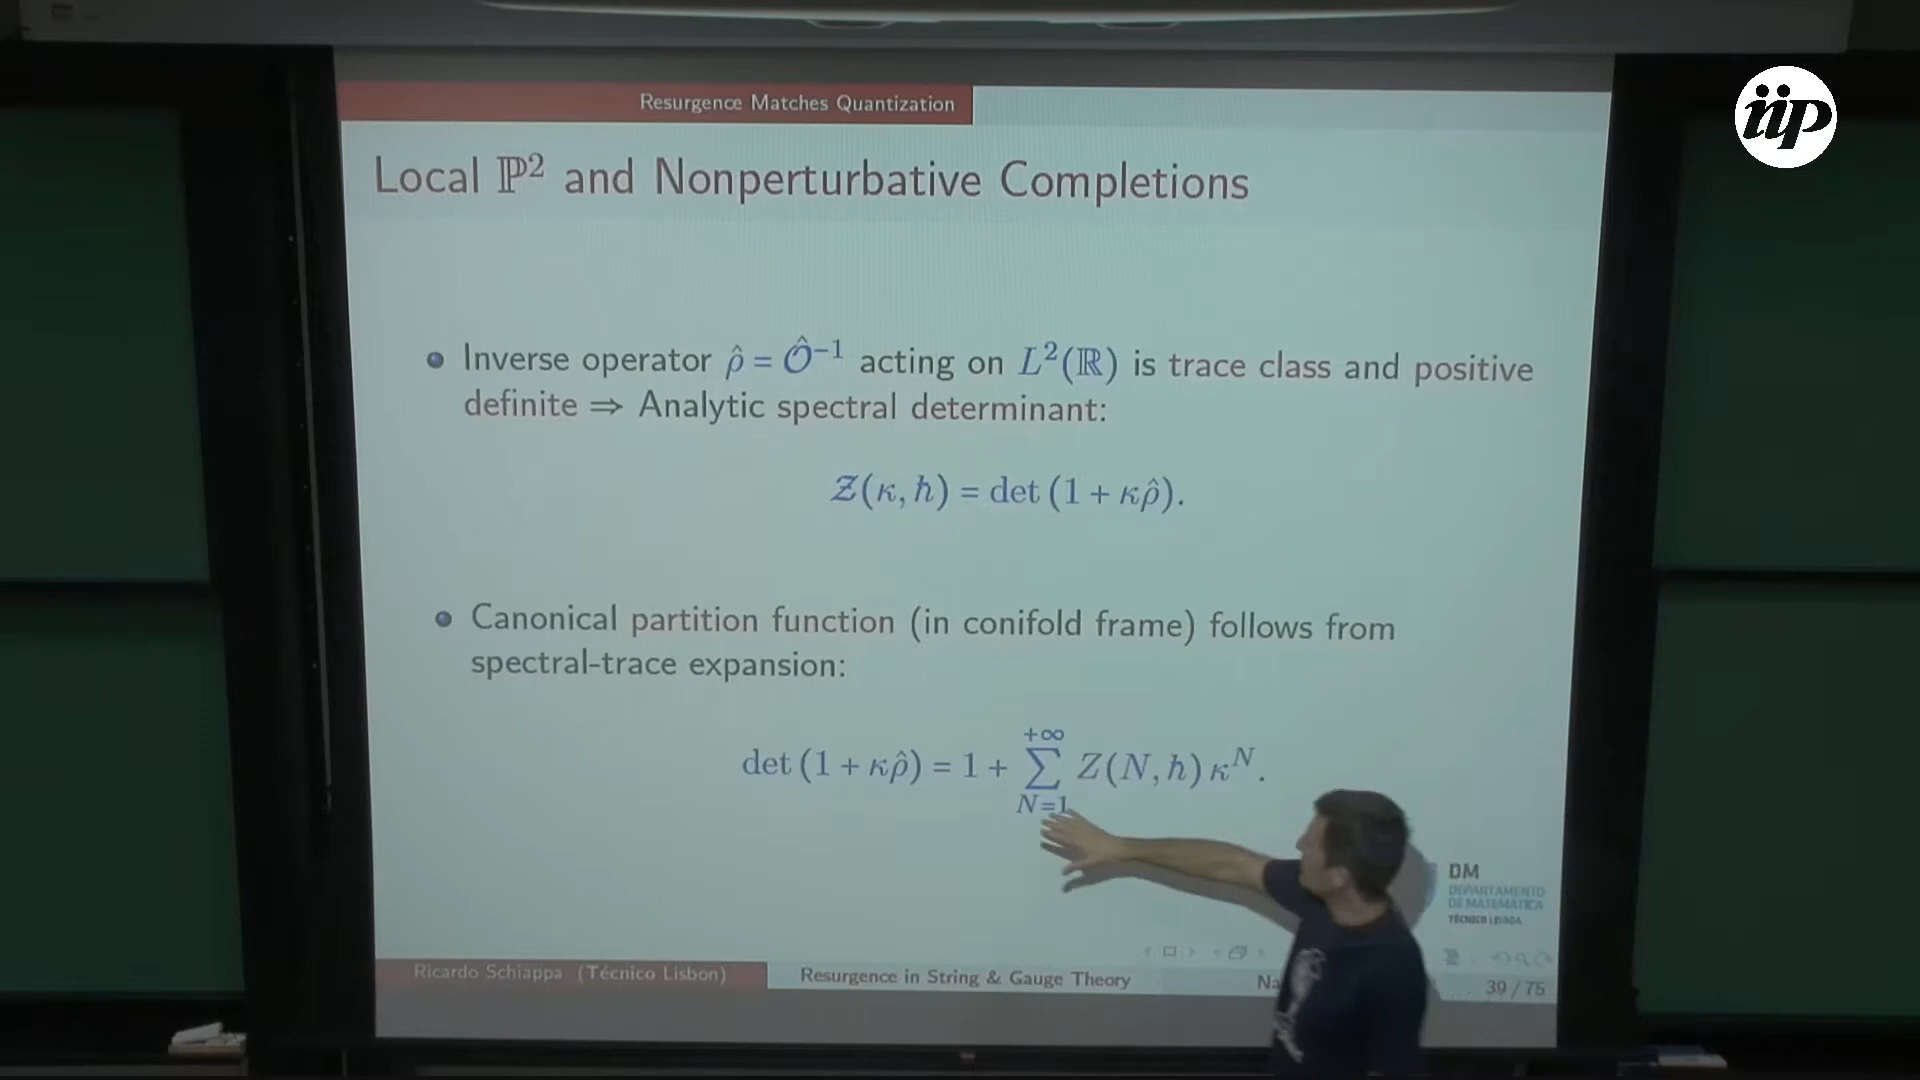 iip
Resurgence Matches Quantization
Local ℙ² and Nonperturbative Completions
Inverse operator ρ̂ = Ô⁻¹ acting on L²(ℝ) is trace class and positive
definite ⇒ Analytic spectral determinant:
Z(κ, ħ) = det (1 + κρ̂).
Canonical partition function (in conifold frame) follows from
spectral-trace expansion:
det (1 + κρ̂) = 1 + ∑_{N=1}^{+∞} Z(N, ħ) κᴺ.
DM
DEPARTAMENTO
DE MATEMÁTICA
TÉCNICO LISBOA
Ricardo Schiappa (Técnico Lisbon) Resurgence in String & Gauge Theory 39 / 75